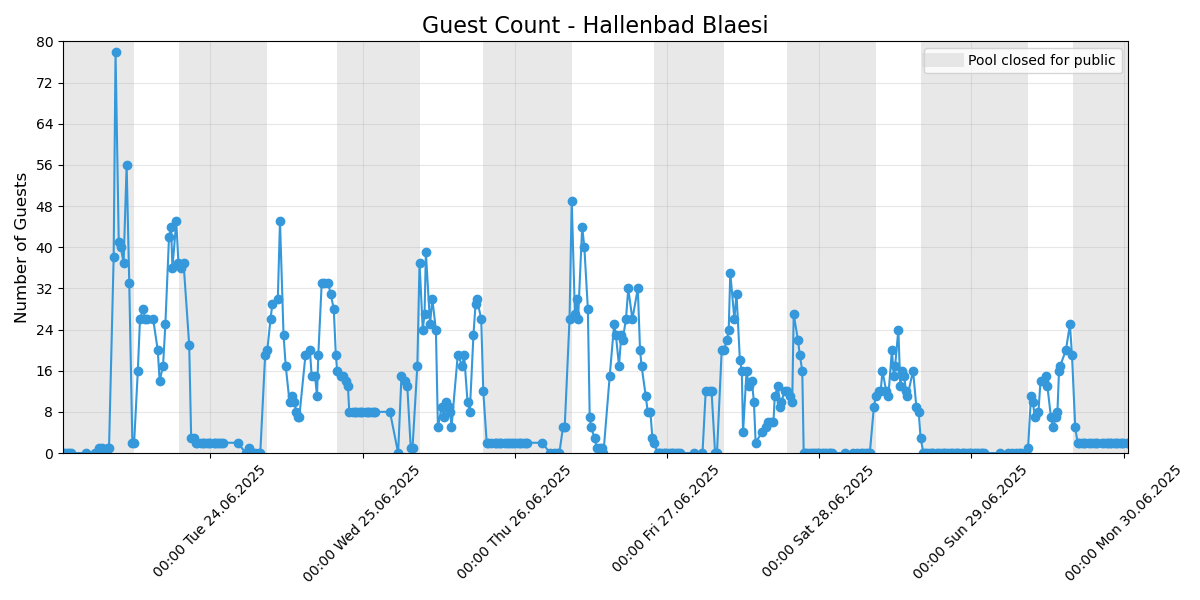 Guest Count - Hallenbad Blaesi
Pool closed for public
Number of Guests
80
72
64
56
48
40
32
24
16
8
0
00:00 Tue 24.06.2025
00:00 Wed 25.06.2025
00:00 Thu 26.06.2025
00:00 Fri 27.06.2025
00:00 Sat 28.06.2025
00:00 Sun 29.06.2025
00:00 Mon 30.06.2025